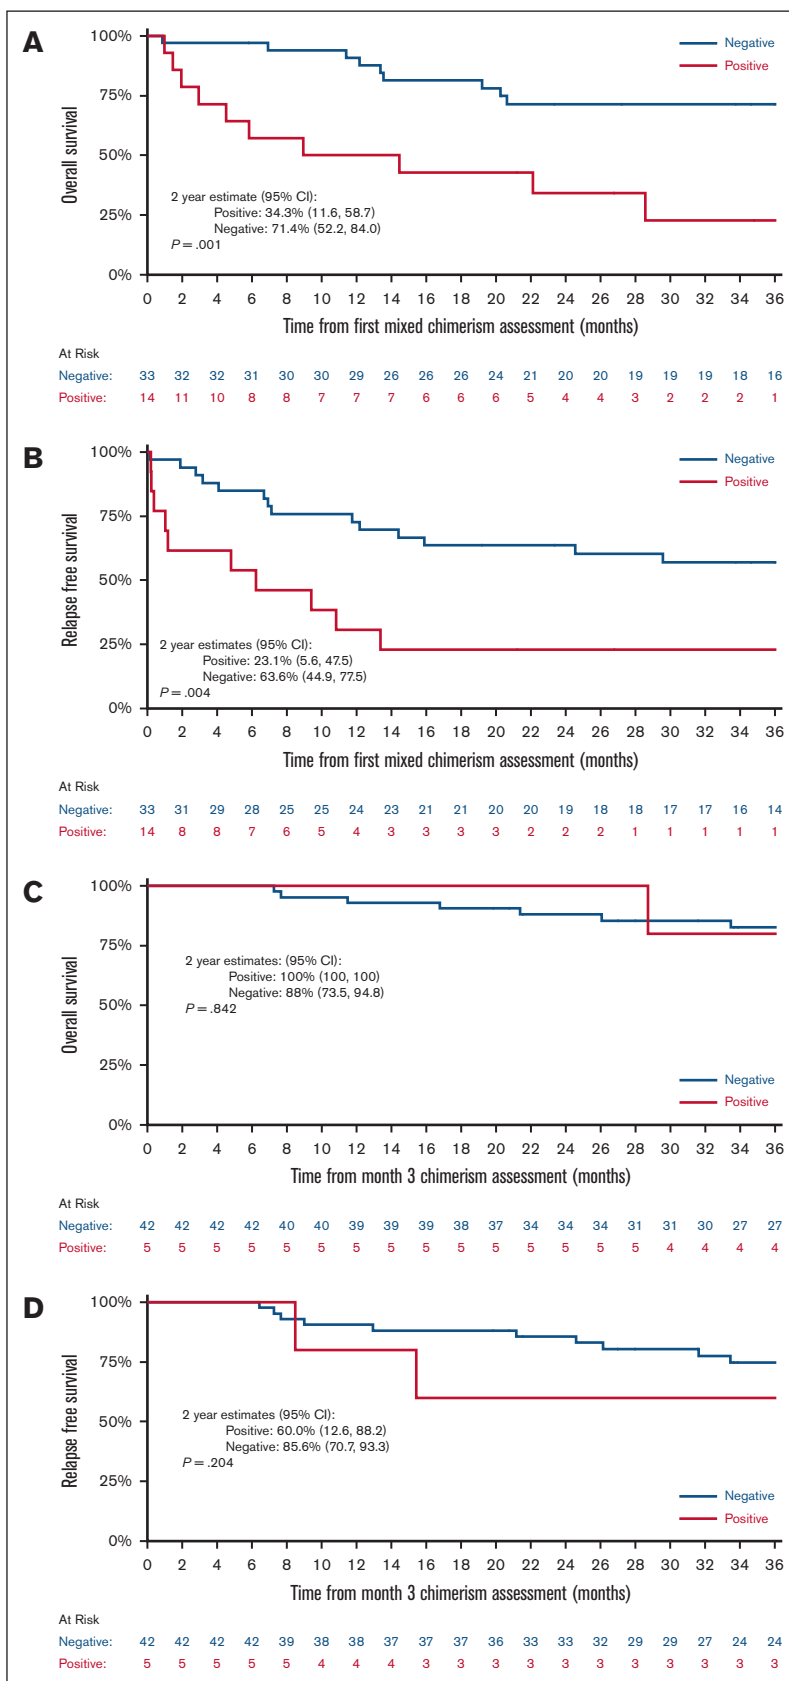 A
100%
75%
50%
25%
0%
Overall survival
Negative
Positive
2 year estimate (95% CI):
Positive: 34.3% (11.6, 58.7)
Negative: 71.4% (52.2, 84.0)
P = .001
0 2 4 6 8 10 12 14 16 18 20 22 24 26 28 30 32 34 36
Time from first mixed chimerism assessment (months)
At Risk
Negative: 33 32 32 31 30 30 29 26 26 26 24 21 20 20 19 19 19 18 16
Positive: 14 11 10 8 8 7 7 7 6 6 6 5 4 4 3 2 2 2 1
B
100%
75%
50%
25%
0%
Relapse free survival
Negative
Positive
2 year estimates (95% CI):
Positive: 23.1% (5.6, 47.5)
Negative: 63.6% (44.9, 77.5)
P = .004
0 2 4 6 8 10 12 14 16 18 20 22 24 26 28 30 32 34 36
Time from first mixed chimerism assessment (months)
At Risk
Negative: 33 31 29 28 25 25 24 23 21 21 20 20 19 18 18 17 17 16 14
Positive: 14 8 8 7 6 5 4 3 3 3 3 2 2 2 1 1 1 1 1
C
100%
75%
50%
25%
0%
Overall survival
2 year estimates: (95% CI):
Positive: 100% (100, 100)
Negative: 88% (73.5, 94.8)
P = .842
Negative
Positive
0 2 4 6 8 10 12 14 16 18 20 22 24 26 28 30 32 34 36
Time from month 3 chimerism assessment (months)
At Risk
Negative: 42 42 42 42 40 40 39 39 39 38 37 34 34 34 31 31 30 27 27
Positive: 5 5 5 5 5 5 5 5 5 5 5 5 5 5 5 4 4 4 4
D
100%
75%
50%
25%
0%
Relapse free survival
2 year estimates (95% CI):
Positive: 60.0% (12.6, 88.2)
Negative: 85.6% (70.7, 93.3)
P = .204
Negative
Positive
0 2 4 6 8 10 12 14 16 18 20 22 24 26 28 30 32 34 36
Time from month 3 chimerism assessment (months)
At Risk
Negative: 42 42 42 42 39 38 38 37 37 37 36 33 33 32 29 29 27 24 24
Positive: 5 5 5 5 5 4 4 4 3 3 3 3 3 3 3 3 3 3 3